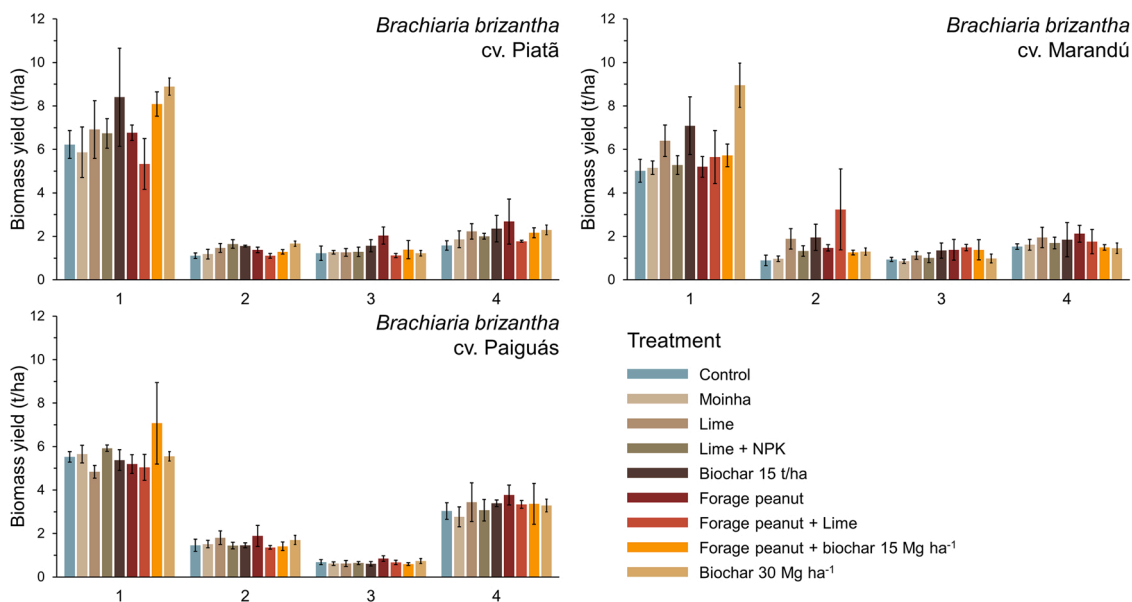 Brachiaria brizantha
cv. Piatã
Biomass yield (t/ha)
12
10
8
6
4
2
0
1 2 3 4
Brachiaria brizantha
cv. Marandú
Biomass yield (t/ha)
12
10
8
6
4
2
0
1 2 3 4
Brachiaria brizantha
cv. Paiguás
Biomass yield (t/ha)
12
10
8
6
4
2
0
1 2 3 4
Treatment
Control
Moinha
Lime
Lime + NPK
Biochar 15 t/ha
Forage peanut
Forage peanut + Lime
Forage peanut + biochar 15 Mg ha⁻¹
Biochar 30 Mg ha⁻¹